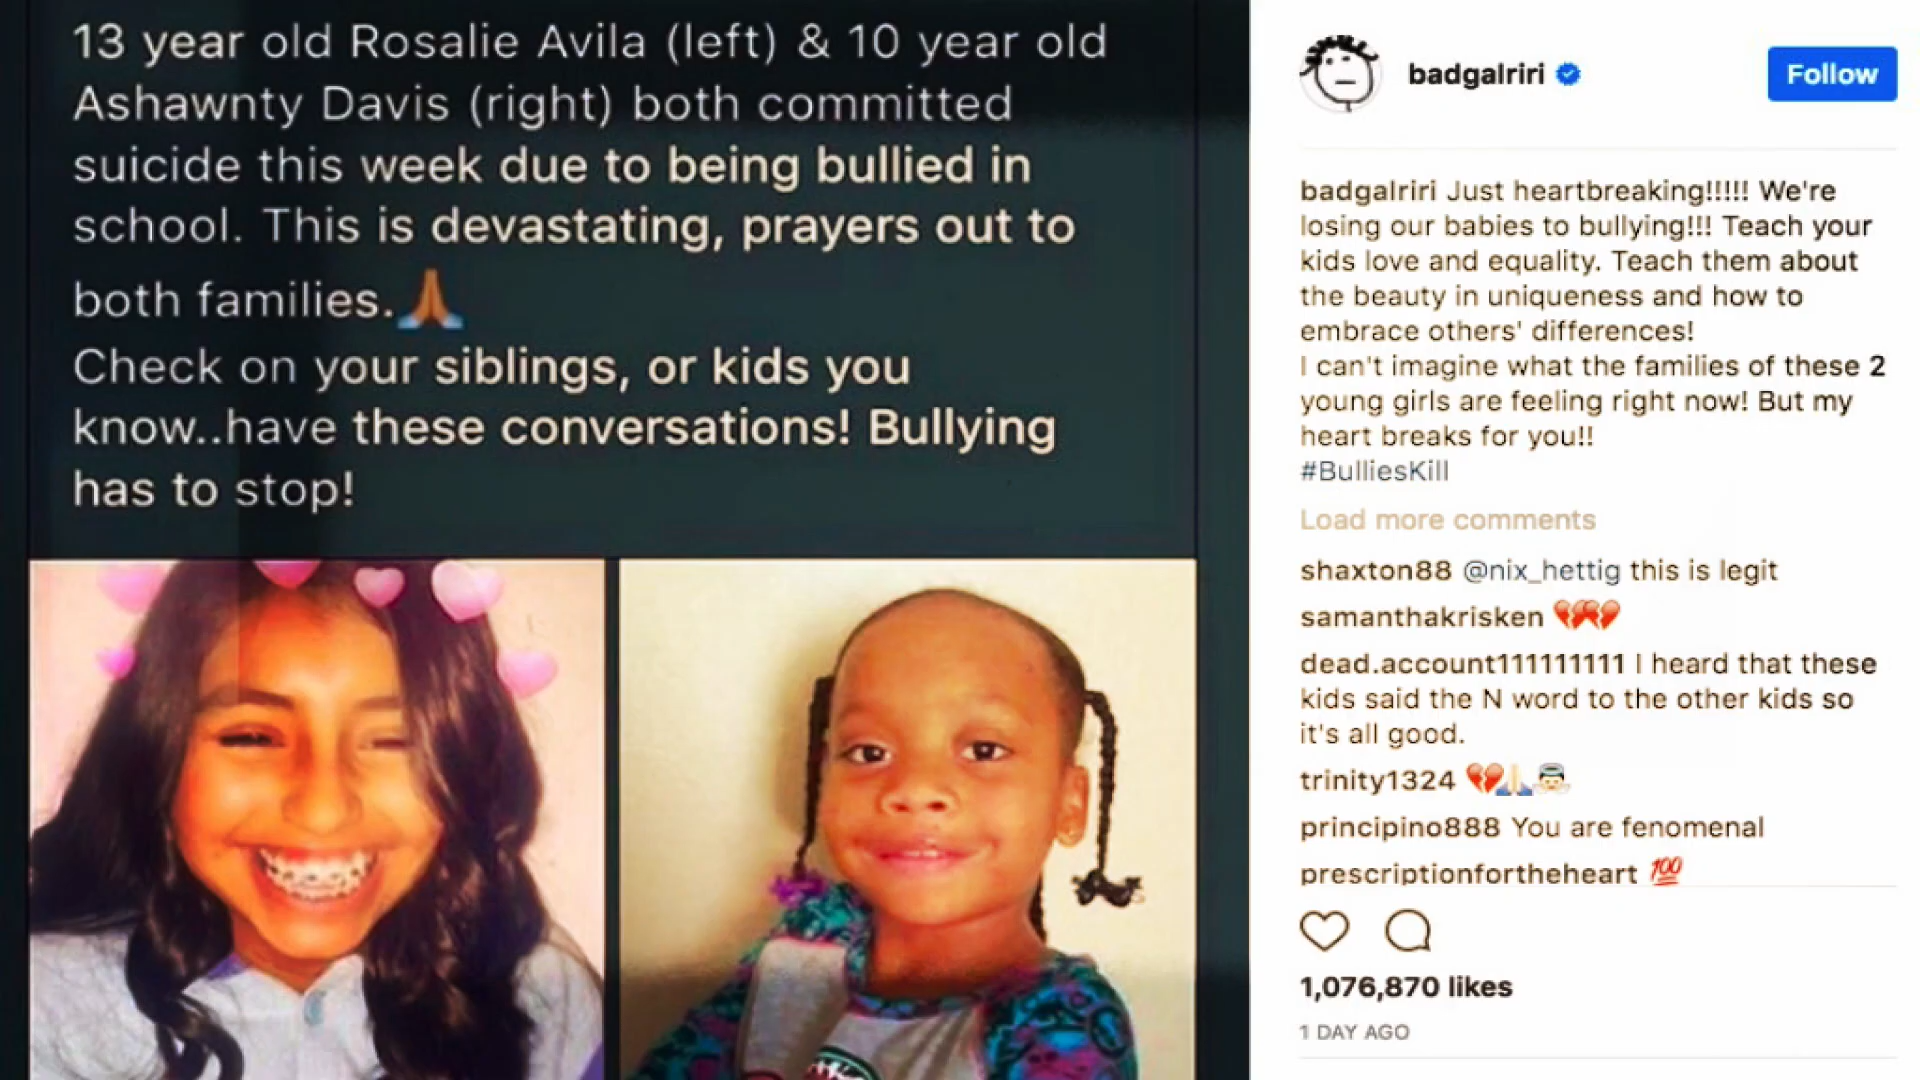 13 year old Rosalie Avila (left) & 10 year old
Ashawnty Davis (right) both committed
suicide this week due to being bullied in
school. This is devastating, prayers out to
both families.🙏🏾
Check on your siblings, or kids you
know..have these conversations! Bullying
has to stop!
badgalriri
Follow
badgalriri Just heartbreaking!!!!! We're
losing our babies to bullying!!! Teach your
kids love and equality. Teach them about
the beauty in uniqueness and how to
embrace others' differences!
I can't imagine what the families of these 2
young girls are feeling right now! But my
heart breaks for you!!
#BulliesKill
Load more comments
shaxton88 @nix_hettig this is legit
samanthakrisken 💔💔💔
dead.account111111111 I heard that these
kids said the N word to the other kids so
it's all good.
trinity1324 💔🙏🏻👼🏻
principino888 You are fenomenal
prescriptionfortheheart 💯
1,076,870 likes
1 DAY AGO